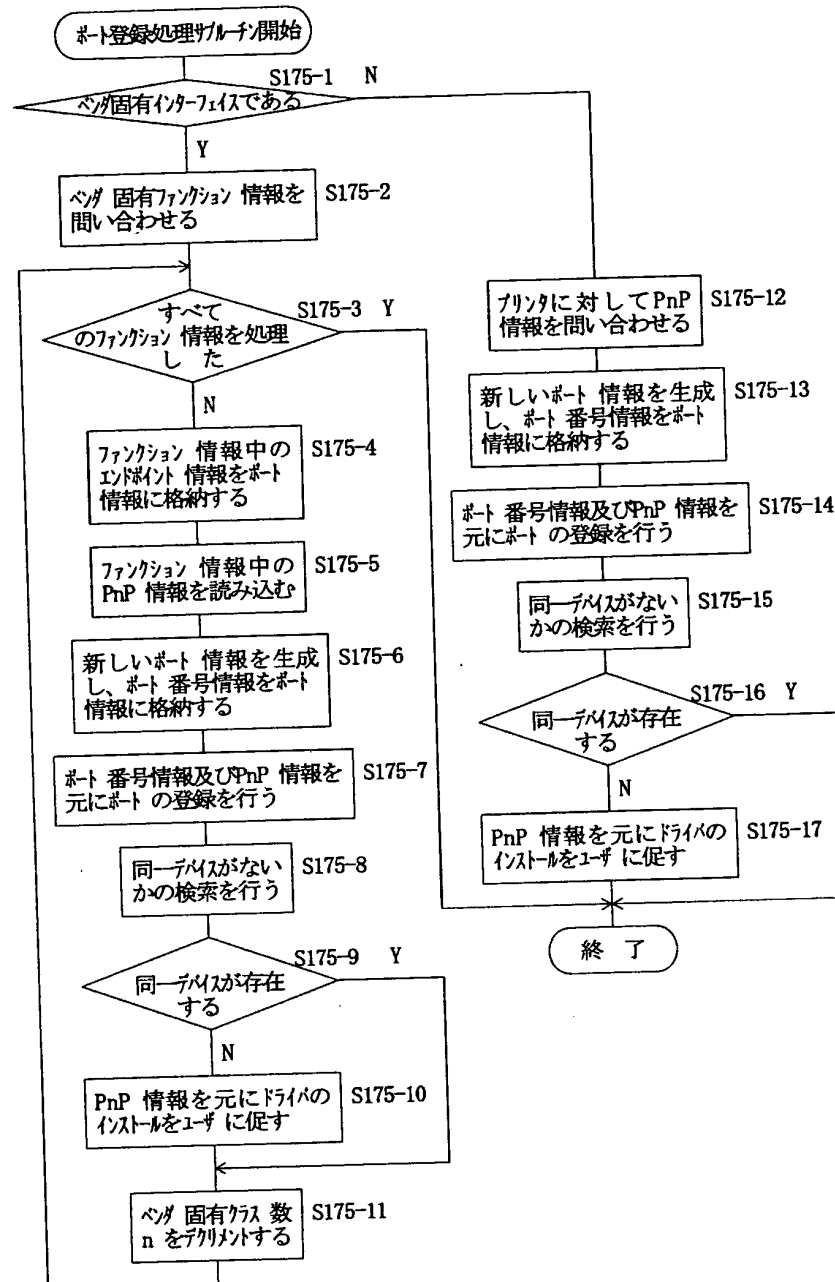 ポート登録処理サブルーチン開始
S175-1 N
ベンダ固有インターフェイスである
Y
ベンダ 固有ファンクション 情報を
問い合わせる
S175-2
すべて
のファンクション 情報を処理
し た
S175-3 Y
N
ファンクション 情報中の
エンドポイント 情報をポート
情報に格納する
S175-4
ファンクション 情報中の
PnP 情報を読み込む
S175-5
新しいポート 情報を生成
し、ポート 番号情報をポート
情報に格納する
S175-6
ポート 番号情報及びPnP 情報を
元にポート の登録を行う
S175-7
同一デバイスがない
かの検索を行う
S175-8
同一デバイスが存在
する
S175-9 Y
N
PnP 情報を元にドライバの
インストールをユーザ に促す
S175-10
ベンダ 固有クラス 数
n をデクリメントする
S175-11
プリンタに対してPnP
情報を問い合わせる
S175-12
新しいポート 情報を生成
し、ポート 番号情報をポート
情報に格納する
S175-13
ポート 番号情報及びPnP 情報を
元にポート の登録を行う
S175-14
同一デバイスがない
かの検索を行う
S175-15
同一デバイスが存在
する
S175-16 Y
N
PnP 情報を元にドライバの
インストールをユーザ に促す
S175-17
終 了